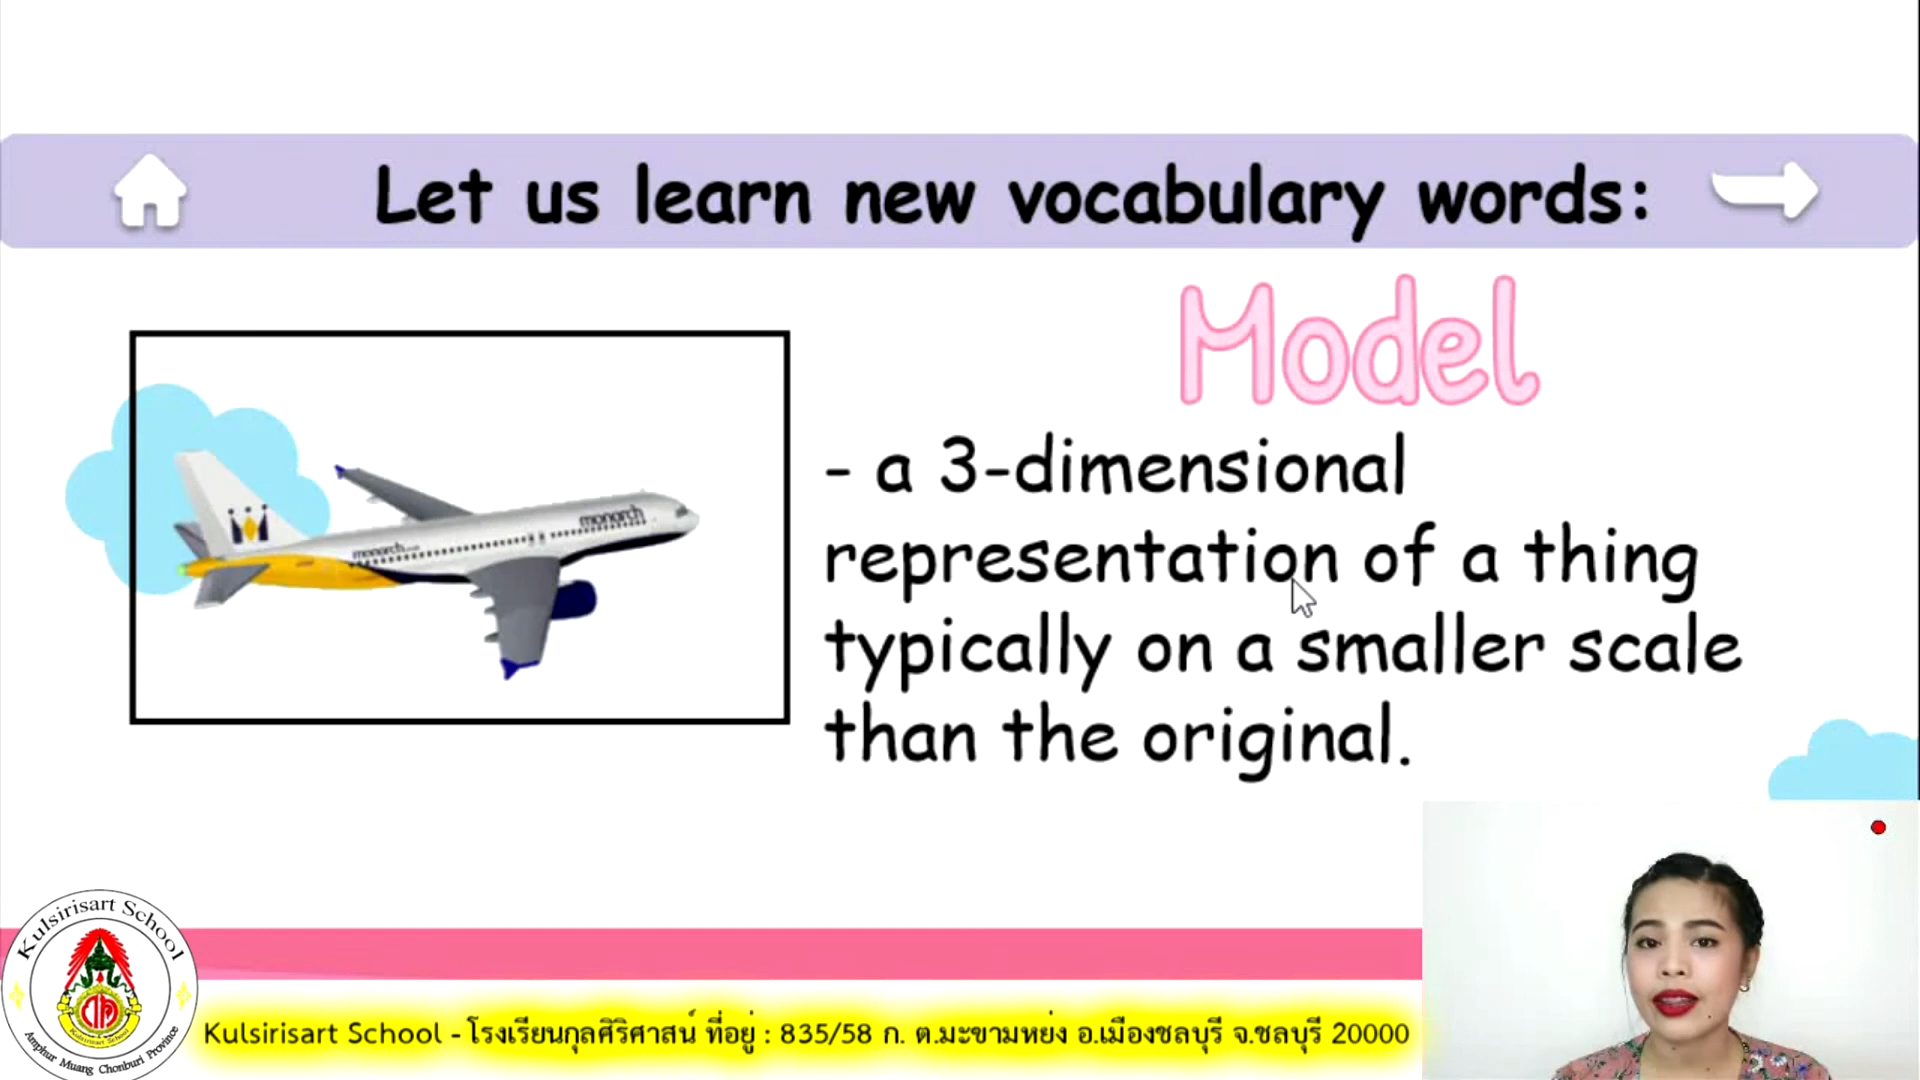 Let us learn new vocabulary words:
Model
- a 3-dimensional
representation of a thing
typically on a smaller scale
than the original.
monarch
monarch
Kulsirisart School
Amphur Muang Chonburi Province
Kulsirisart School - โรงเรียนกุลศิริศาสน์ ที่อยู่ : 835/58 ก. ต.มะขามหย่ง อ.เมืองชลบุรี จ.ชลบุรี 20000